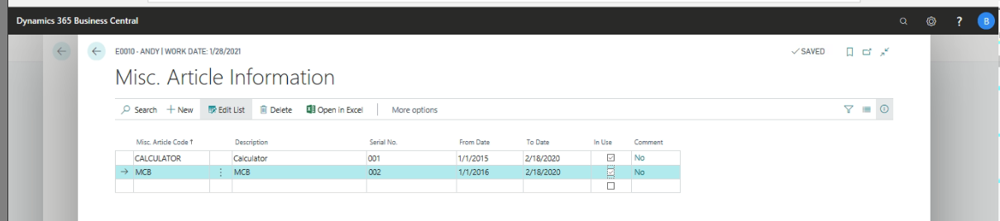 Dynamics 365 Business Central
?
B
E0010 - ANDY | WORK DATE: 1/28/2021
SAVED
Misc. Article Information
Search + New Edit List Delete Open in Excel | More options
Misc. Article Code ↑ Description Serial No. From Date To Date In Use Comment
CALCULATOR Calculator 001 1/1/2015 2/18/2020 No
MCB MCB 002 1/1/2016 2/18/2020 No